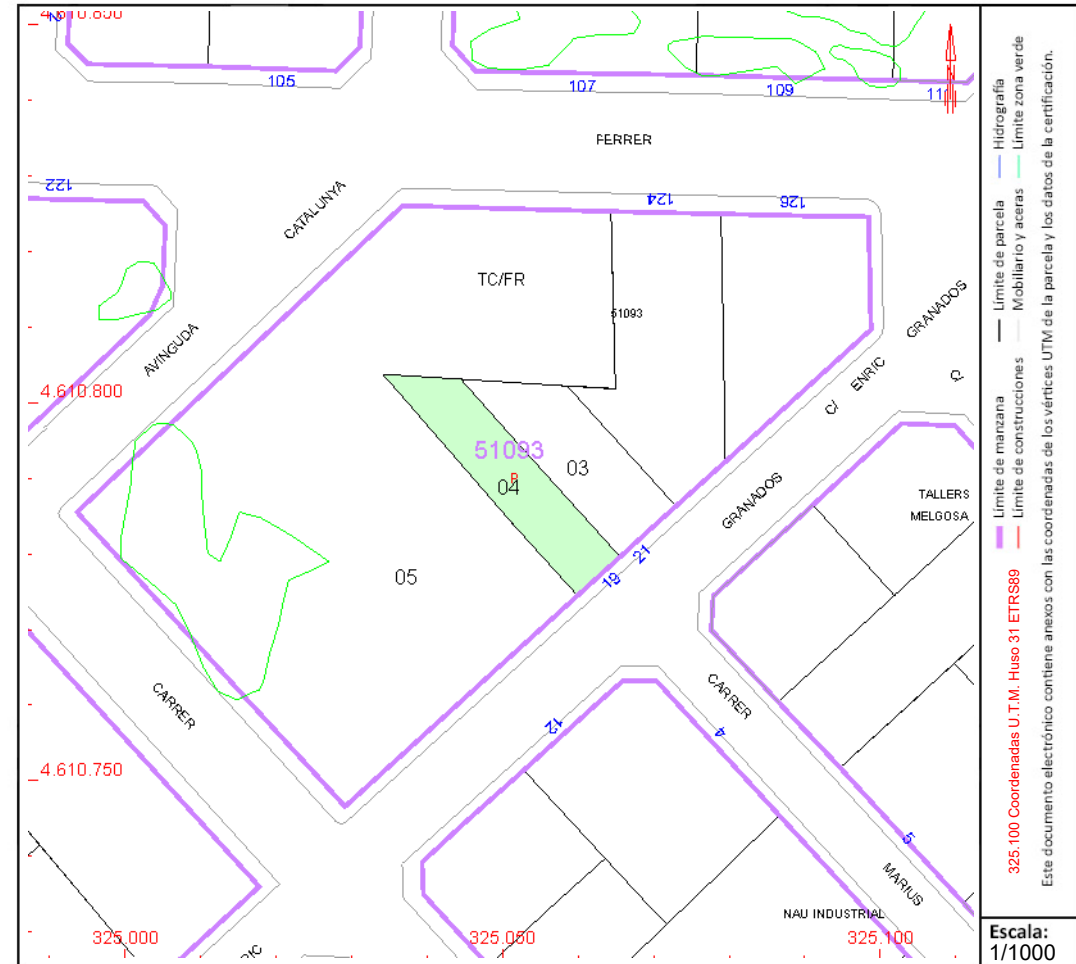 4.610.850
105
107
109
FERRER
122
CATALUNYA
124
126
TC/FR
51093
GRANADOS
AVINGUDA
ENRIC
C/
C/
4.610.800
51093
03
R
04
GRANADOS
TALLERS
MELGOSA
21
19
05
CARRER
CARRER
12
4
4.610.750
5
MARIUS
NAU INDUSTRIAL
325.000
325.050
325.100
RIC
N
Hidrografía
Límite zona verde
Límite de parcela
Mobiliario y aceras
Límite de manzana
Límite de construcciones
325.100 Coordenadas U.T.M. Huso 31 ETRS89
Este documento electrónico contiene anexos con las coordenadas de los vértices UTM de la parcela y los datos de la certificación.
Escala:
1/1000